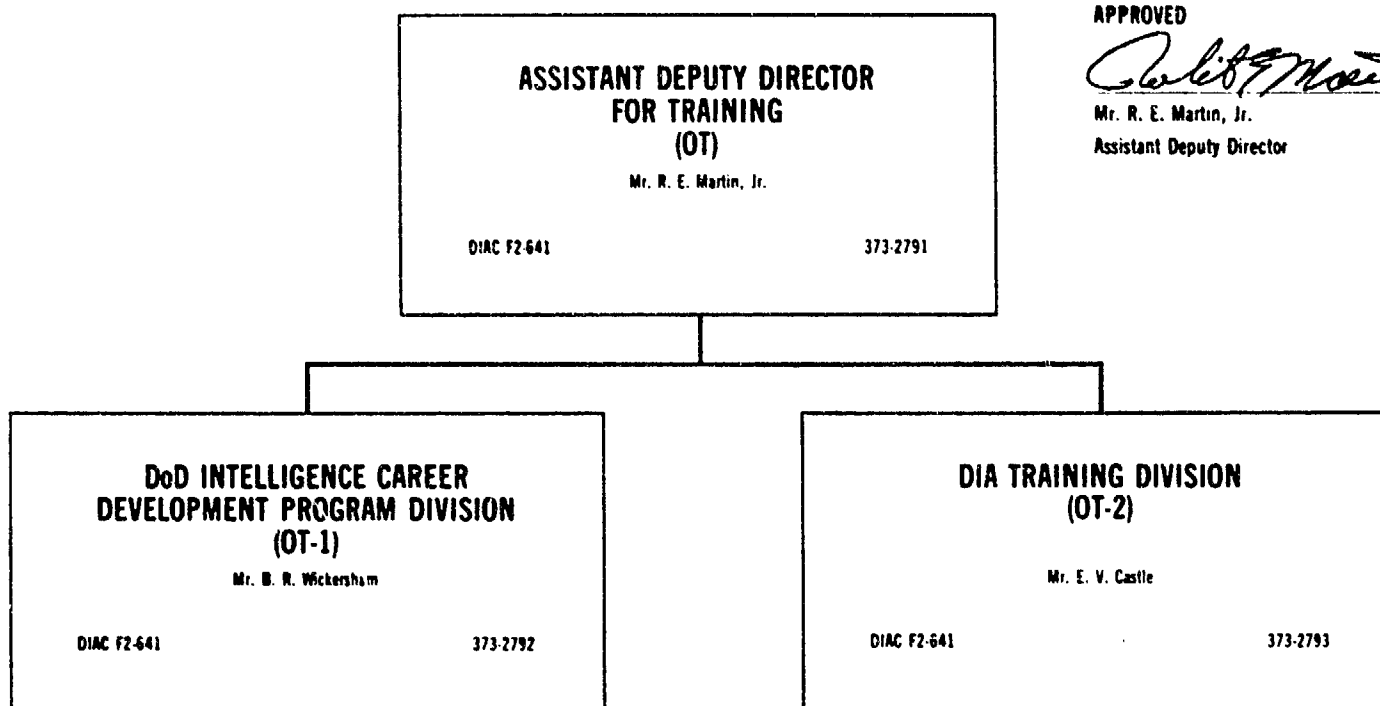 APPROVED
Mr. R. E. Martin, Jr.
Assistant Deputy Director
ASSISTANT DEPUTY DIRECTOR
FOR TRAINING
(OT)
Mr. R. E. Martin, Jr.
DIAC F2-641 373-2791
DoD INTELLIGENCE CAREER
DEVELOPMENT PROGRAM DIVISION
(OT-1)
Mr. B. R. Wickersham
DIAC F2-641 373-2792
DIA TRAINING DIVISION
(OT-2)
Mr. E. V. Castle
DIAC F2-641 373-2793